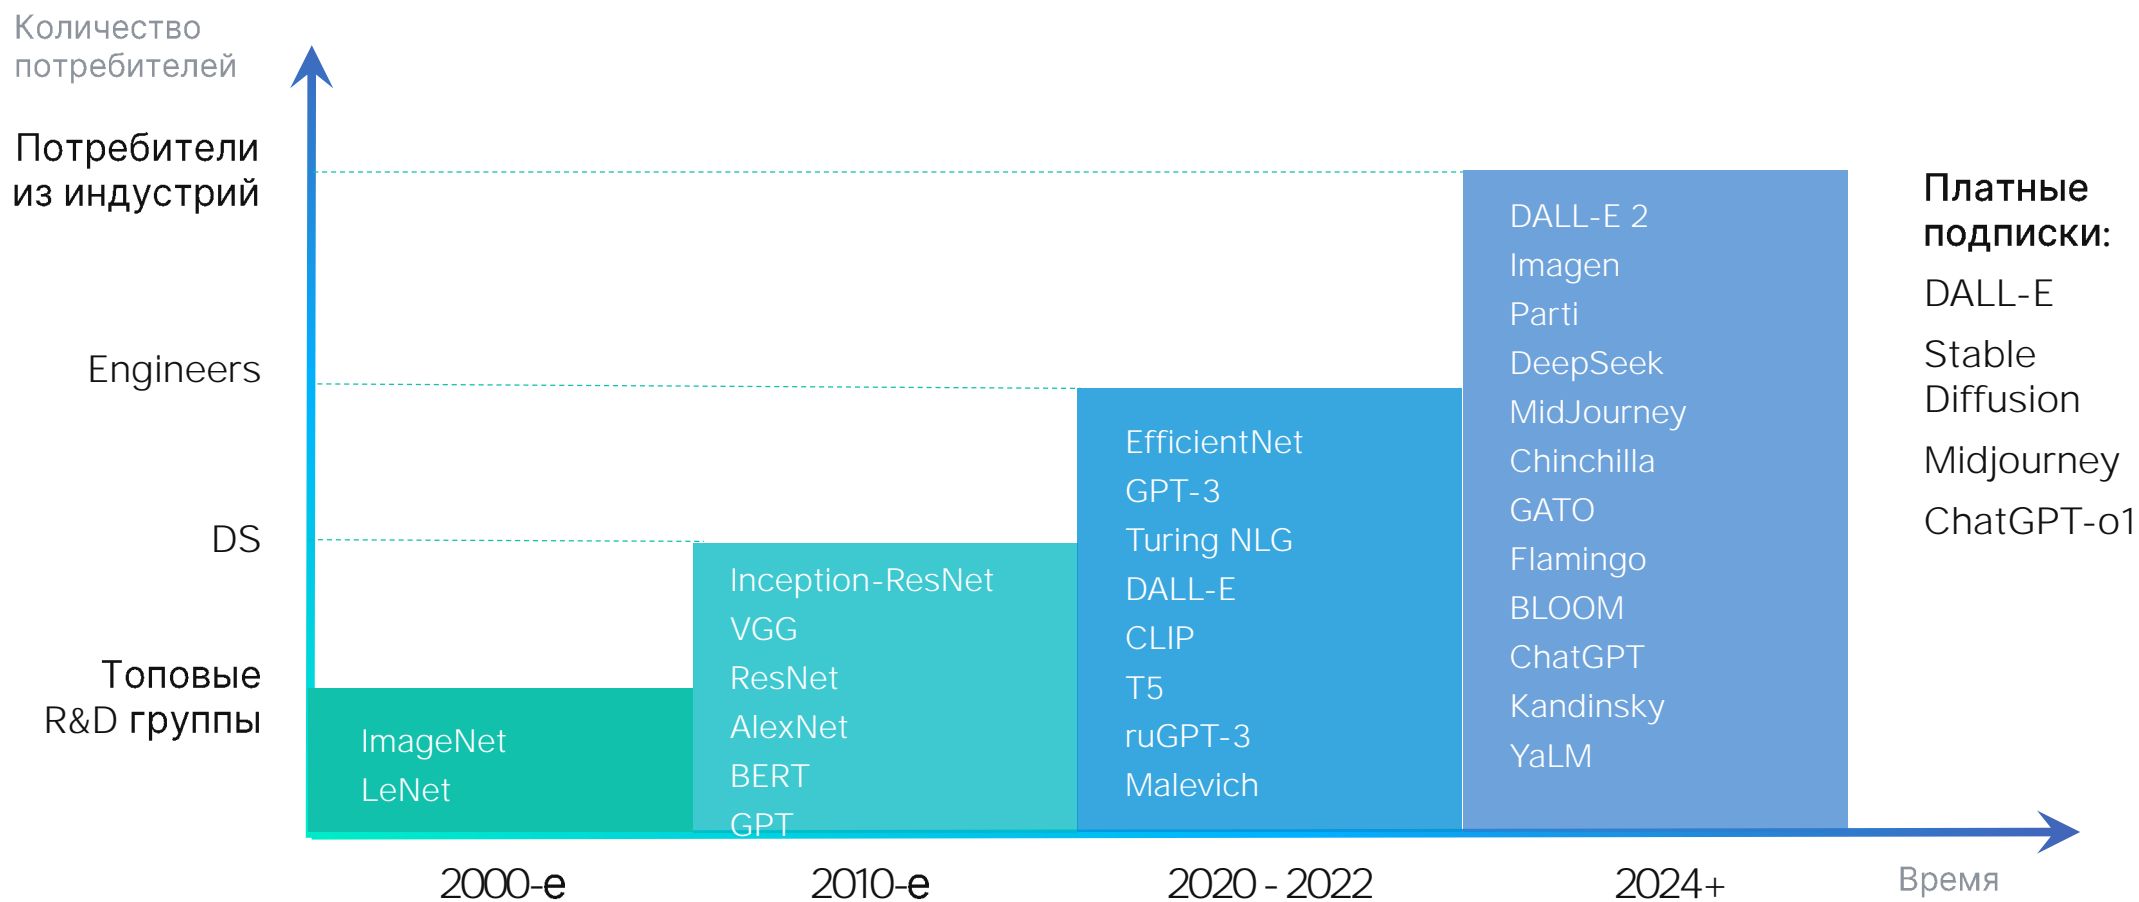 Количество
потребителей
Потребители
из индустрий
Engineers
DS
Топовые
R&D группы
ImageNet
LeNet
Inception-ResNet
VGG
ResNet
AlexNet
BERT
GPT
EfficientNet
GPT-3
Turing NLG
DALL-E
CLIP
T5
ruGPT-3
Malevich
DALL-E 2
Imagen
Parti
DeepSeek
MidJourney
Chinchilla
GATO
Flamingo
BLOOM
ChatGPT
Kandinsky
YaLM
Платные
подписки:
DALL-E
Stable
Diffusion
Midjourney
ChatGPT-o1
2000-е
2010-е
2020 - 2022
2024+
Время